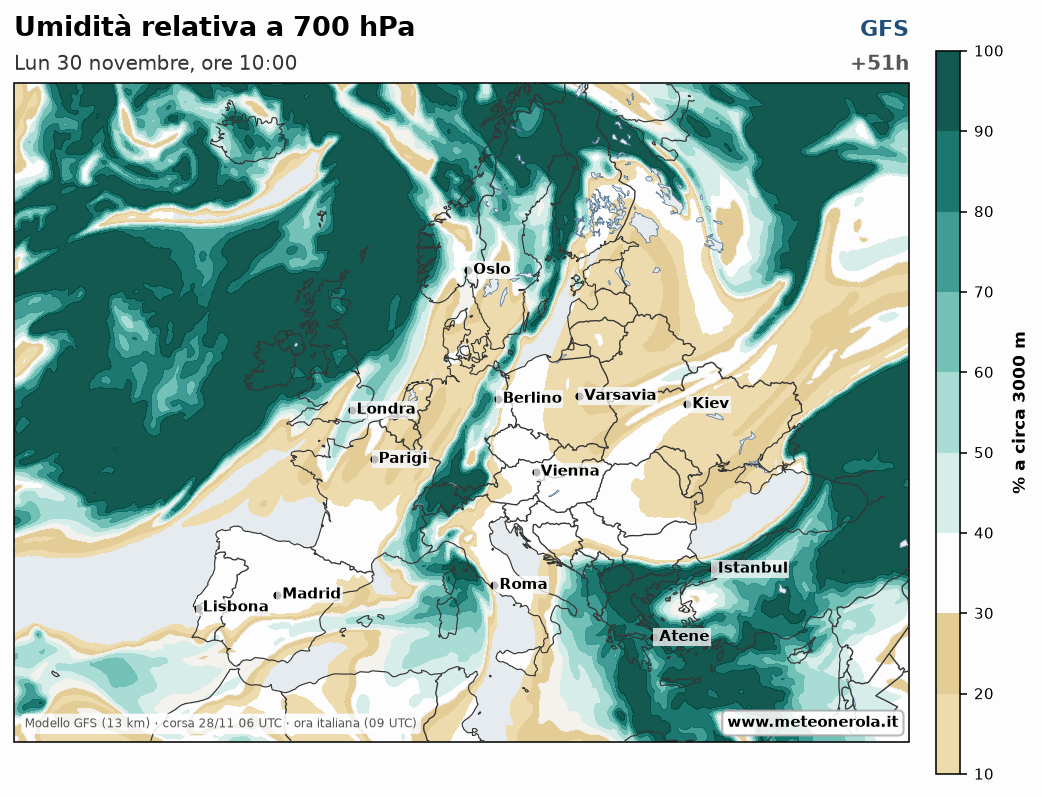 Umidità relativa a 700 hPa
GFS
Lun 30 novembre, ore 10:00
+51h
100
90
80
70
60
50
40
30
20
10
% a circa 3000 m
Oslo
Berlino
Varsavia
Kiev
Londra
Parigi
Vienna
Istanbul
Roma
Madrid
Lisbona
Atene
Modello GFS (13 km) · corsa 28/11 06 UTC · ora italiana (09 UTC)
www.meteonerola.it